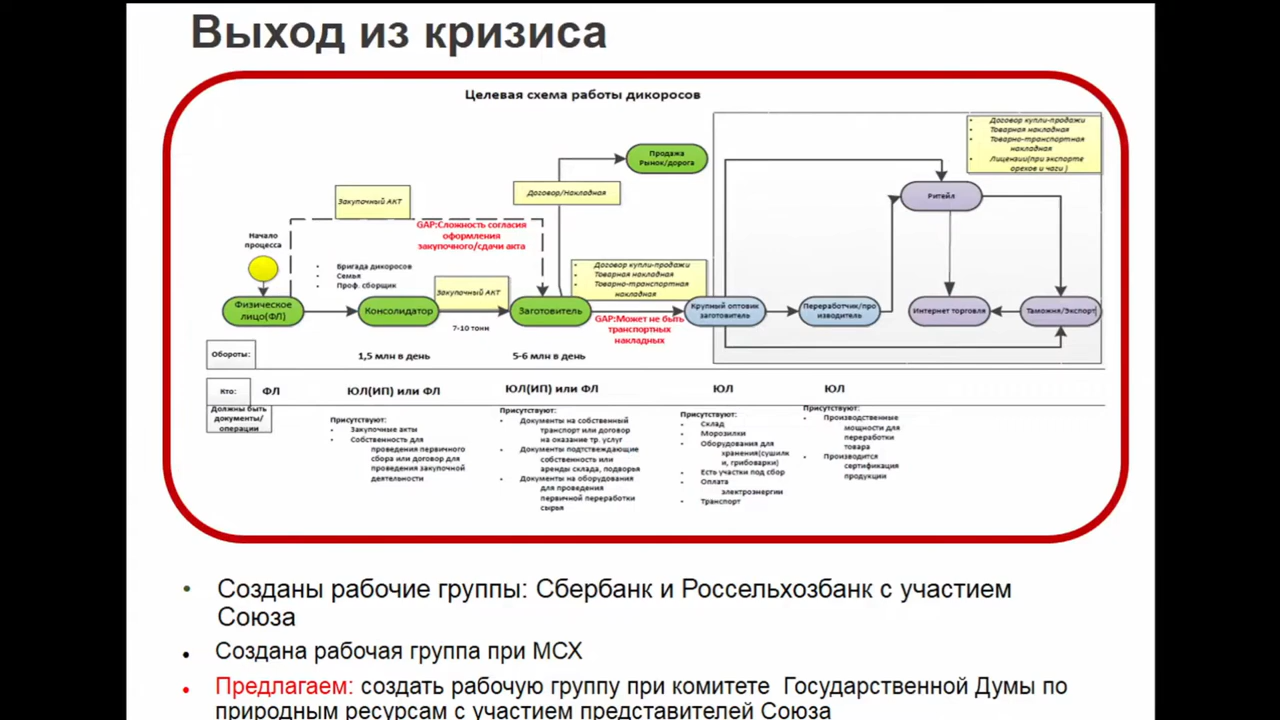 Выход из кризиса
Целевая схема работы дикоросов
Договор купли-продажи
Товарная накладная
Товарно-транспортная
накладная
Лицензии(при экспорте
орехов и чаги )
Продажа
Рынок/дорога
Договор/Накладная
Закупочный АКТ
Ритейл
GAP:Сложность согласия
оформления
закупочного/сдачи акта
Начало
процесса
Бригада дикоросов
Семья
Проф. сборщик
Договор купли-продажи
Товарная накладная
Товарно-транспортная
накладная
Закупочный АКТ
Физическое
лицо(ФЛ)
Консолидатор
Заготовитель
Крупный оптовик
заготовитель
Переработчик/про
изводитель
Интернет торговля
Таможня/Экспорт
7-10 тонн
GAP:Может не быть
транспортных
накладных
Обороты:
1,5 млн в день
5-6 млн в день
Кто:
ФЛ
ЮЛ(ИП) или ФЛ
ЮЛ(ИП) или ФЛ
ЮЛ
ЮЛ
Должны быть
документы/
операции
Присутствуют:
Закупочные акты
Собственность для
проведения первичного
сбора или договор для
проведения закупочной
деятельности
Присутствуют:
Документы на собственный
транспорт или договор
на оказание тр. услуг
Документы подтствеждающие
собственность или
аренды склада, подворья
Документы на оборудования
для проведения
первичной переработки
сырья
Присутствуют:
Склад
Морозилки
Оборудования для
хранения(сушилк
и, грибоварки)
Есть участки под сбор
Оплата
электроэнергии
Транспорт
Присутствуют:
Производственные
мощности для
переработки
товара
Производится
сертификация
продукции
Созданы рабочие группы: Сбербанк и Россельхозбанк с участием
Союза
Создана рабочая группа при МСХ
Предлагаем: создать рабочую группу при комитете Государственной Думы по
природным ресурсам с участием представителей Союза